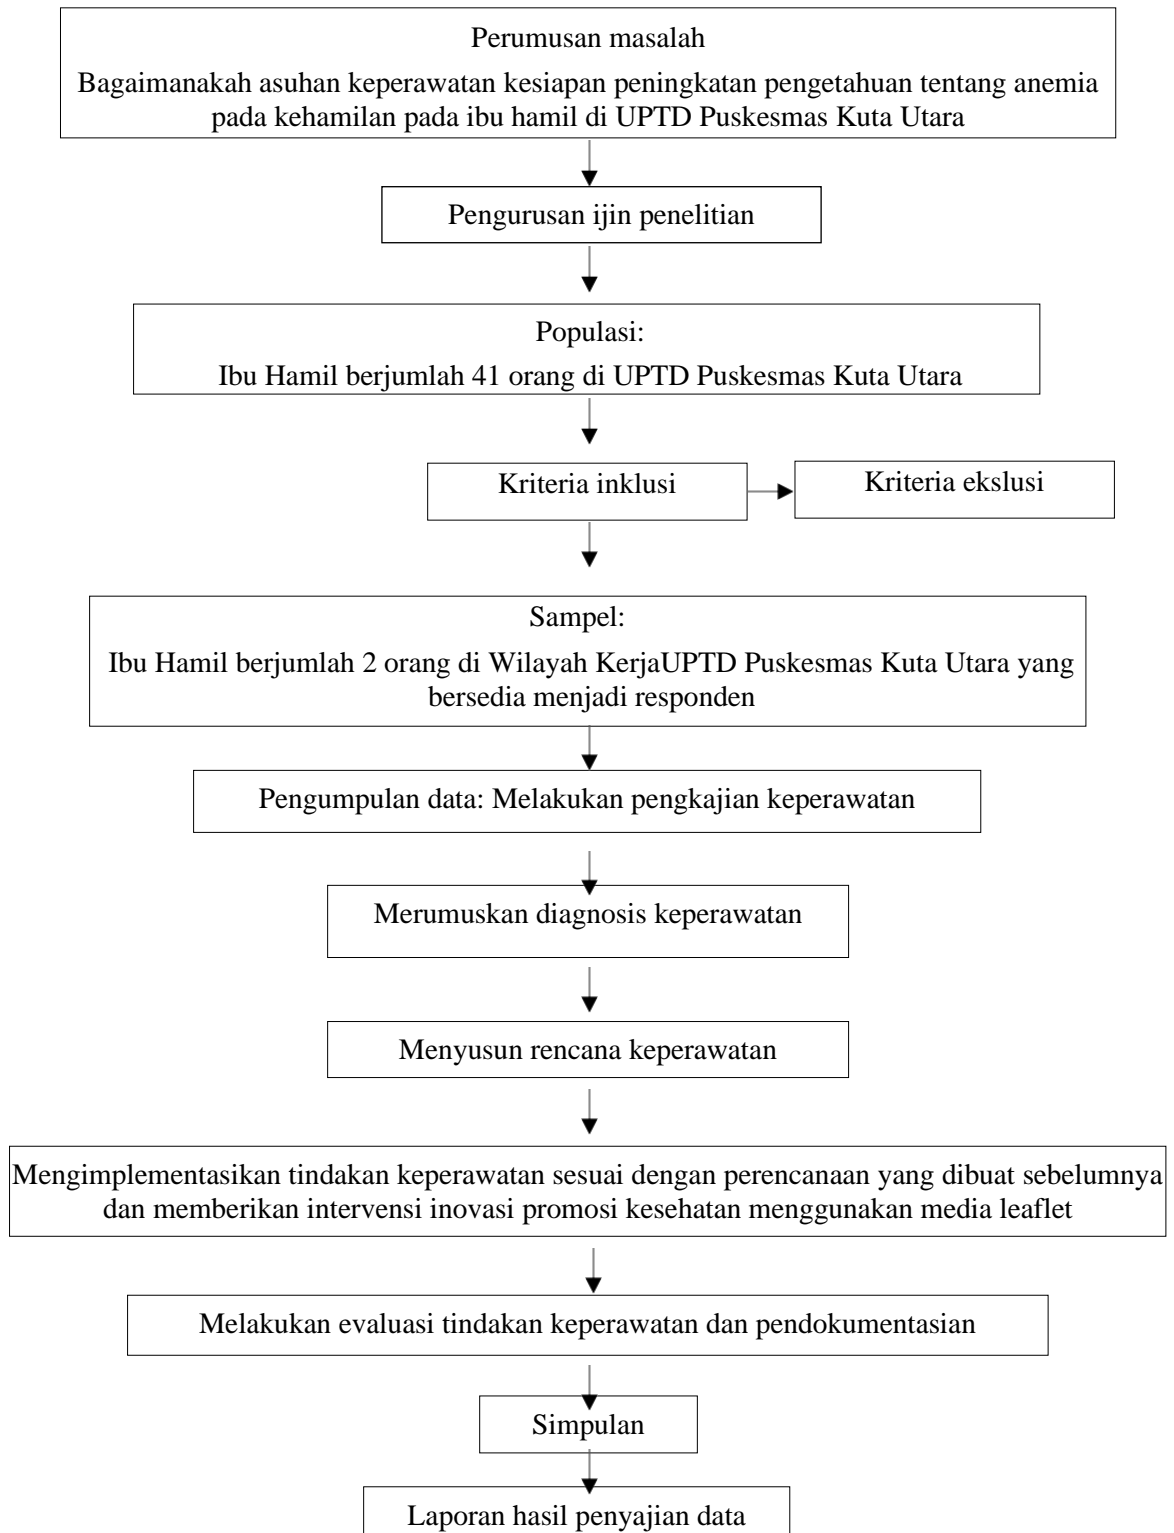 Perumusan masalah
Bagaimanakah asuhan keperawatan kesiapan peningkatan pengetahuan tentang anemia
pada kehamilan pada ibu hamil di UPTD Puskesmas Kuta Utara
Pengurusan ijin penelitian
Populasi:
Ibu Hamil berjumlah 41 orang di UPTD Puskesmas Kuta Utara
Kriteria inklusi
Kriteria ekslusi
Sampel:
Ibu Hamil berjumlah 2 orang di Wilayah KerjaUPTD Puskesmas Kuta Utara yang
bersedia menjadi responden
Pengumpulan data: Melakukan pengkajian keperawatan
Merumuskan diagnosis keperawatan
Menyusun rencana keperawatan
Mengimplementasikan tindakan keperawatan sesuai dengan perencanaan yang dibuat sebelumnya
dan memberikan intervensi inovasi promosi kesehatan menggunakan media leaflet
Melakukan evaluasi tindakan keperawatan dan pendokumentasian
Simpulan
Laporan hasil penyajian data